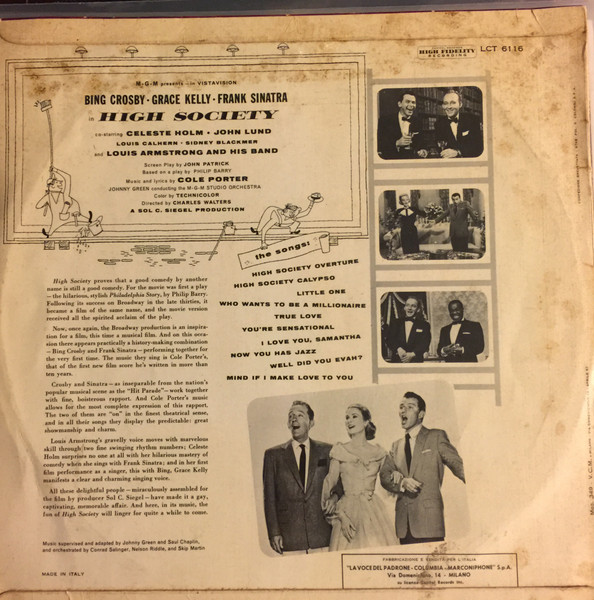 HIGH FIDELITY
RECORDING
LCT 6116
M-G-M presents—in VISTAVISION
BING CROSBY · GRACE KELLY · FRANK SINATRA
in HIGH SOCIETY
co-starring CELESTE HOLM · JOHN LUND
LOUIS CALHERN · SIDNEY BLACKMER
and LOUIS ARMSTRONG AND HIS BAND
Screen Play by JOHN PATRICK
Based on a play by PHILIP BARRY
Music and lyrics by COLE PORTER
JOHNNY GREEN conducting the M-G-M STUDIO ORCHESTRA
Color by TECHNICOLOR
Directed by CHARLES WALTERS
A SOL C. SIEGEL PRODUCTION
the songs:
HIGH SOCIETY OVERTURE
HIGH SOCIETY CALYPSO
LITTLE ONE
WHO WANTS TO BE A MILLIONAIRE
TRUE LOVE
YOU'RE SENSATIONAL
I LOVE YOU, SAMANTHA
NOW YOU HAS JAZZ
WELL DID YOU EVAH?
MIND IF I MAKE LOVE TO YOU
High Society proves that a good comedy by another
name is still a good comedy. For the movie was first a play
—the hilarious, stylish Philadelphia Story, by Philip Barry.
Following its success on Broadway in the late thirties, it
became a film of the same name, and the movie version
received all the spirited acclaim of the play.
Now, once again, the Broadway production is an inspira-
tion for a film, this time a musical film. And on this occa-
sion there appears practically a history-making combination
—Bing Crosby and Frank Sinatra—performing together for
the very first time. The music they sing is Cole Porter's,
that of the first new film score he's written in more than
ten years.
Crosby and Sinatra—as inseparable from the nation's
popular musical scene as the "Hit Parade"—work together
with fine, boisterous rapport. And Cole Porter's music
allows for the most complete expression of this rapport.
The two of them are "on" in the finest theatrical sense,
and in all their songs they display the predictable: great
showmanship and charm.
Louis Armstrong's gravelly voice moves with marvelous
skill through two fine swinging rhythm numbers; Celeste
Holm surprises no one at all with her hilarious mastery of
comedy when she sings with Frank Sinatra; and in her first
film performance as a singer, this with Bing, Grace Kelly
manifests a clear and charming singing voice.
All these delightful people—miraculously assembled for
the film by producer Sol C. Siegel—have made it a gay,
captivating, memorable affair. And here, in its music, the
fun of High Society will linger for quite a while to come.
Music supervised and adapted by Johnny Green and Saul Chaplin,
and orchestrated by Conrad Salinger, Nelson Riddle, and Skip Martin
MADE IN ITALY
FABBRICAZIONE E VENDITA PER L'ITALIA
"LA VOCE DEL PADRONE-COLUMBIA-MARCONIPHONE" S.p.A.
Via Domenichino, 14 - MILANO
su licenza Capitol Records Inc.